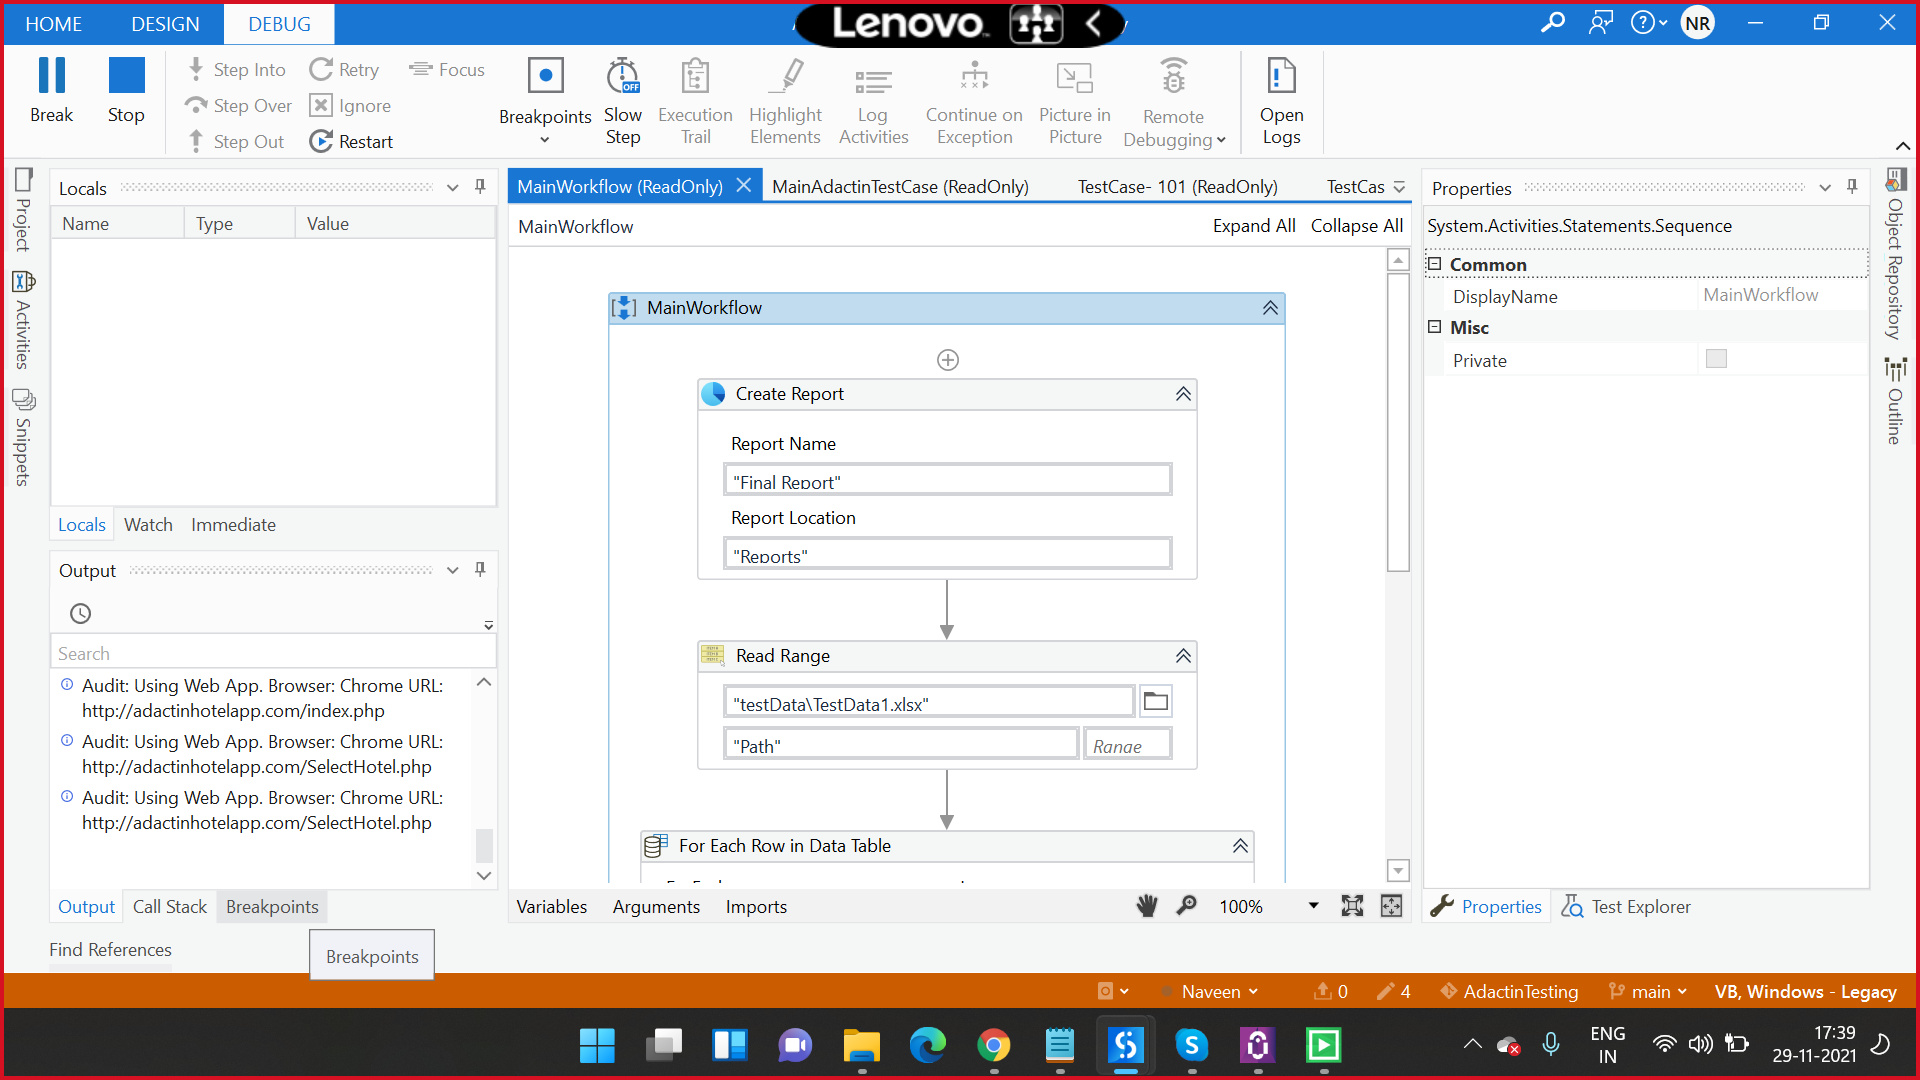 HOME DESIGN DEBUG
Lenovo
NR
Break Stop
Step Into Retry Focus
Step Over Ignore
Step Out Restart
Breakpoints
Slow Step
Execution Trail
Highlight Elements
Log Activities
Continue on Exception
Picture in Picture
Remote Debugging
Open Logs
OFF
Project
Activities
Snippets
Locals
Name Type Value
Locals Watch Immediate
Output
Search
Audit: Using Web App. Browser: Chrome URL:
http://adactinhotelapp.com/index.php
Audit: Using Web App. Browser: Chrome URL:
http://adactinhotelapp.com/SelectHotel.php
Audit: Using Web App. Browser: Chrome URL:
http://adactinhotelapp.com/SelectHotel.php
Output Call Stack Breakpoints
Find References
Breakpoints
MainWorkflow (ReadOnly) MainAdactinTestCase (ReadOnly) TestCase- 101 (ReadOnly) TestCas
MainWorkflow Expand All Collapse All
MainWorkflow
Create Report
Report Name
"Final Report"
Report Location
"Reports"
Read Range
"testData\TestData1.xlsx"
"Path" Range
For Each Row in Data Table
Variables Arguments Imports 100%
Properties
System.Activities.Statements.Sequence
Common
DisplayName MainWorkflow
Misc
Private
Properties Test Explorer
Object Repository
Outline
Naveen 0 4 AdactinTesting main VB, Windows - Legacy
ENG
IN
17:39
29-11-2021